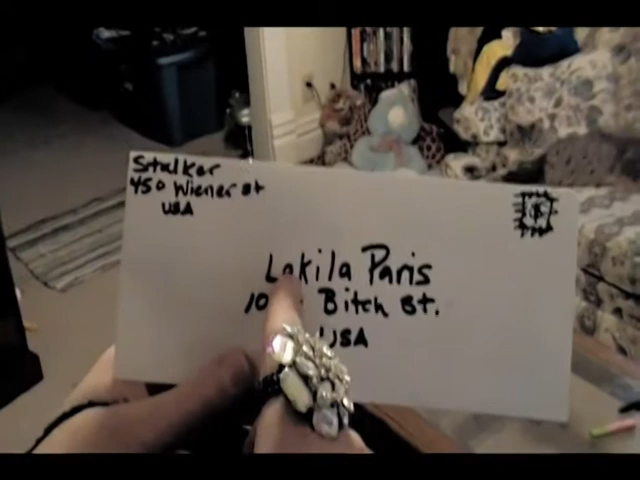 Stalker
450 Wiener st
USA
Lakila Paris
10 Bitch St.
USA